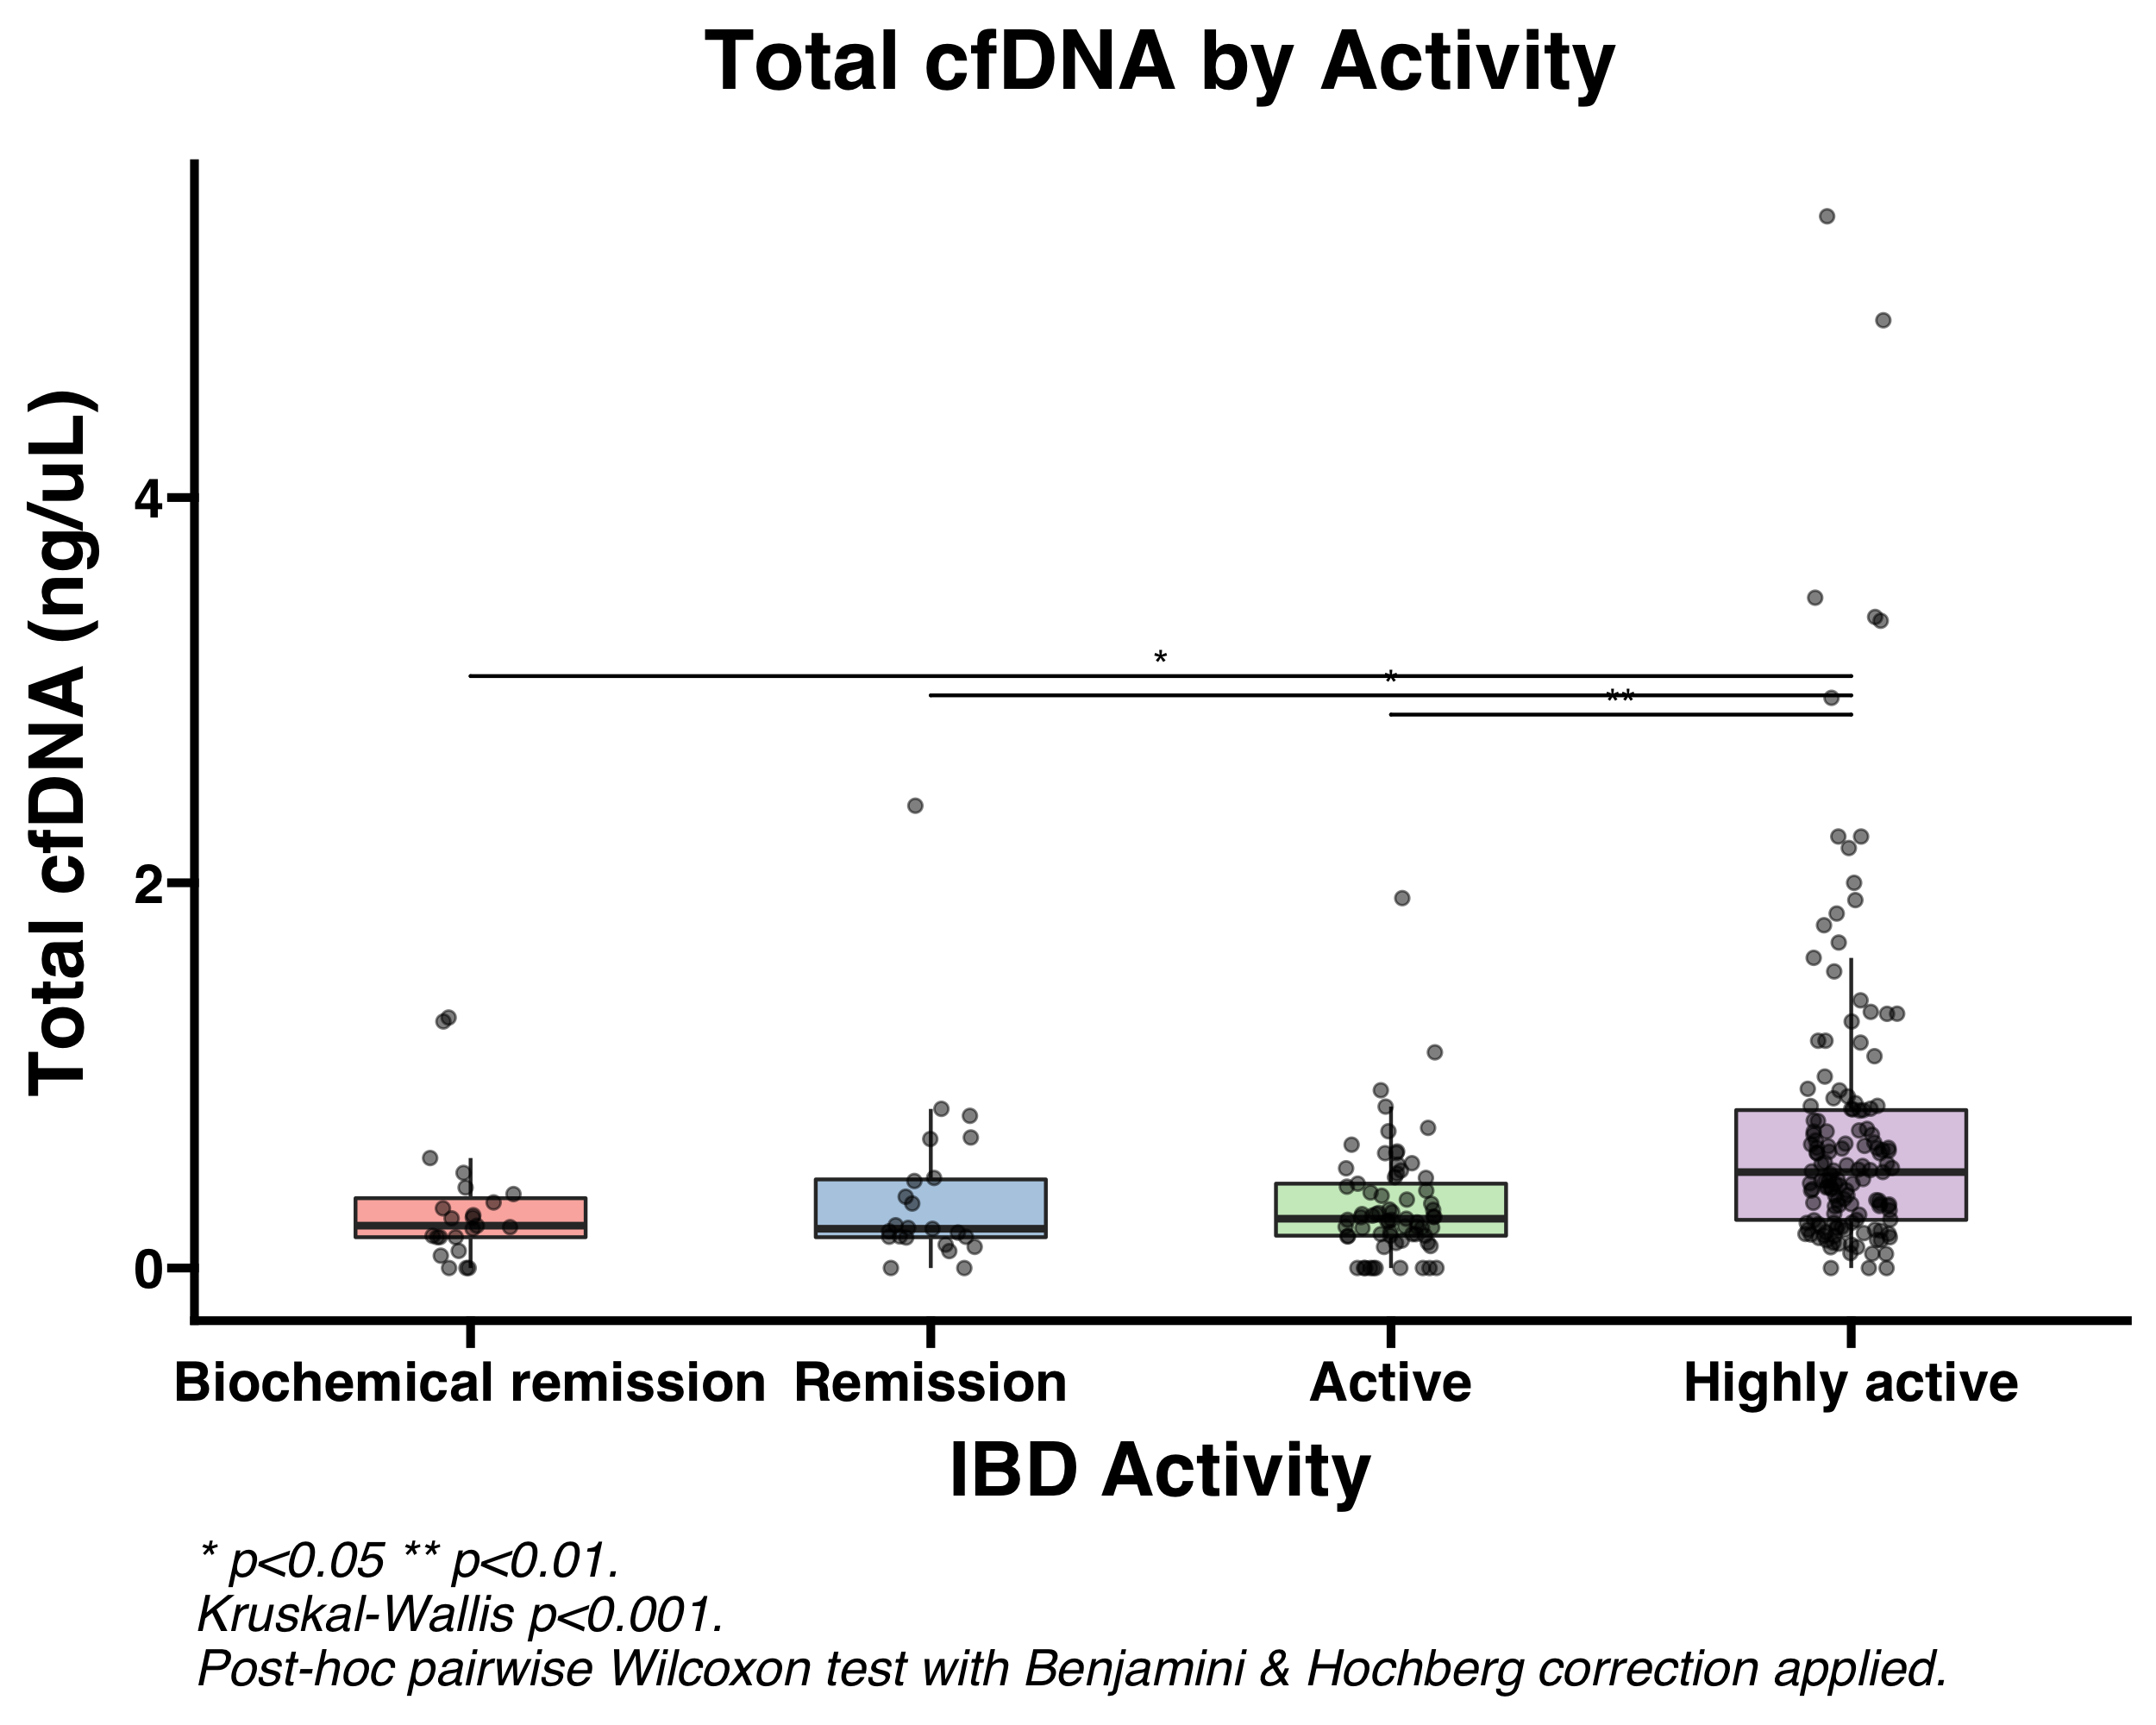 Total cfDNA by Activity
Total cfDNA (ng/uL)
4
2
0
*
*
**
Biochemical remission Remission Active Highly active
IBD Activity
* p<0.05 ** p<0.01.
Kruskal-Wallis p<0.001.
Post-hoc pairwise Wilcoxon test with Benjamini & Hochberg correction applied.